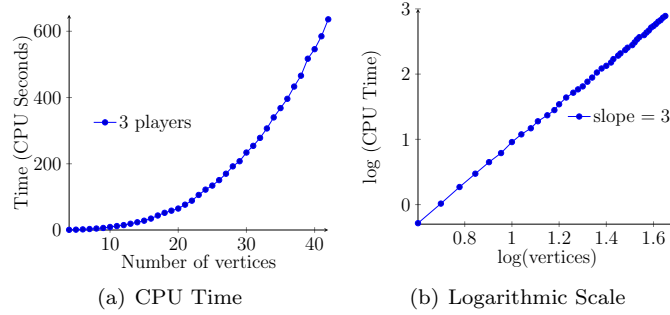 600
400
200
0
10
20
30
40
Time (CPU Seconds)
Number of vertices
3 players
(a) CPU Time
3
2
1
0
0.8
1
1.2
1.4
1.6
log (CPU Time)
log(vertices)
slope = 3
(b) Logarithmic Scale